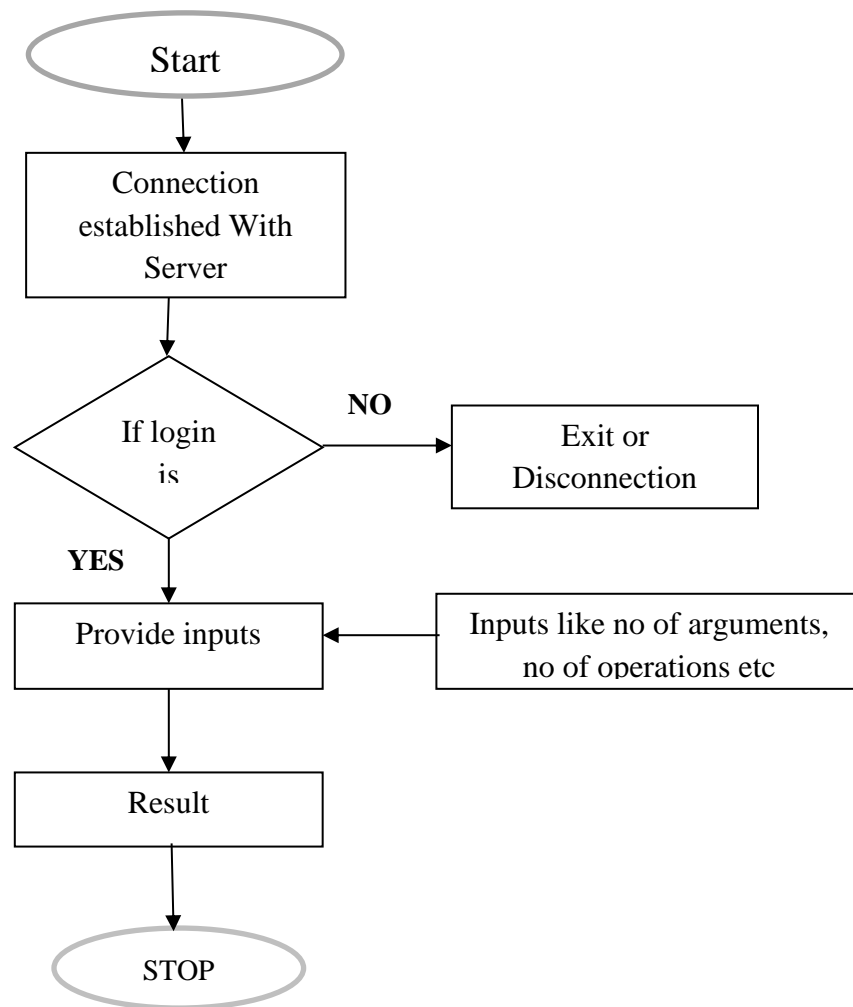 Start
Connection
established With
Server
If login
is
NO
Exit or
Disconnection
YES
Provide inputs
Inputs like no of arguments,
no of operations etc
Result
STOP